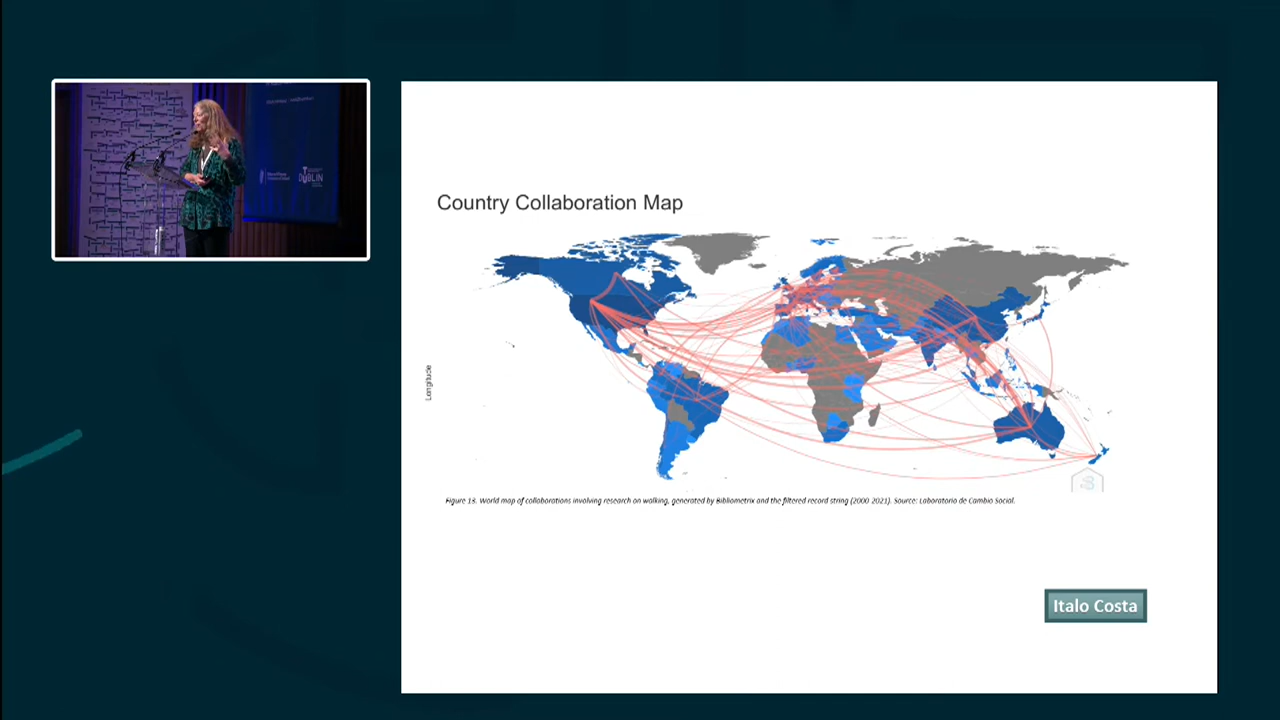 DUBLIN
Country Collaboration Map
Longitude
Figure 13. World map of collaborations involving research on walking, generated by Bibliometrix and the filtered record string (2000-2021). Source: Laboratorio de Cambio Social.
Italo Costa